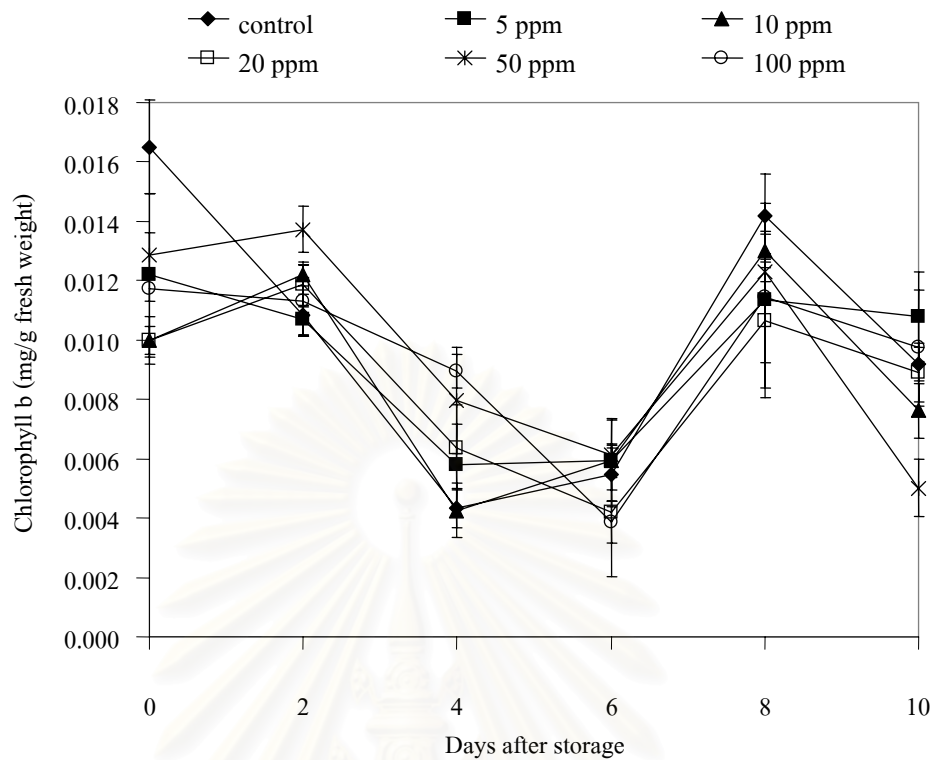 control 5 ppm 10 ppm
20 ppm 50 ppm 100 ppm
0.018
0.016
0.014
0.012
0.010
0.008
0.006
0.004
0.002
0.000
Chlorophyll b (mg/g fresh weight)
0 2 4 6 8 10
Days after storage